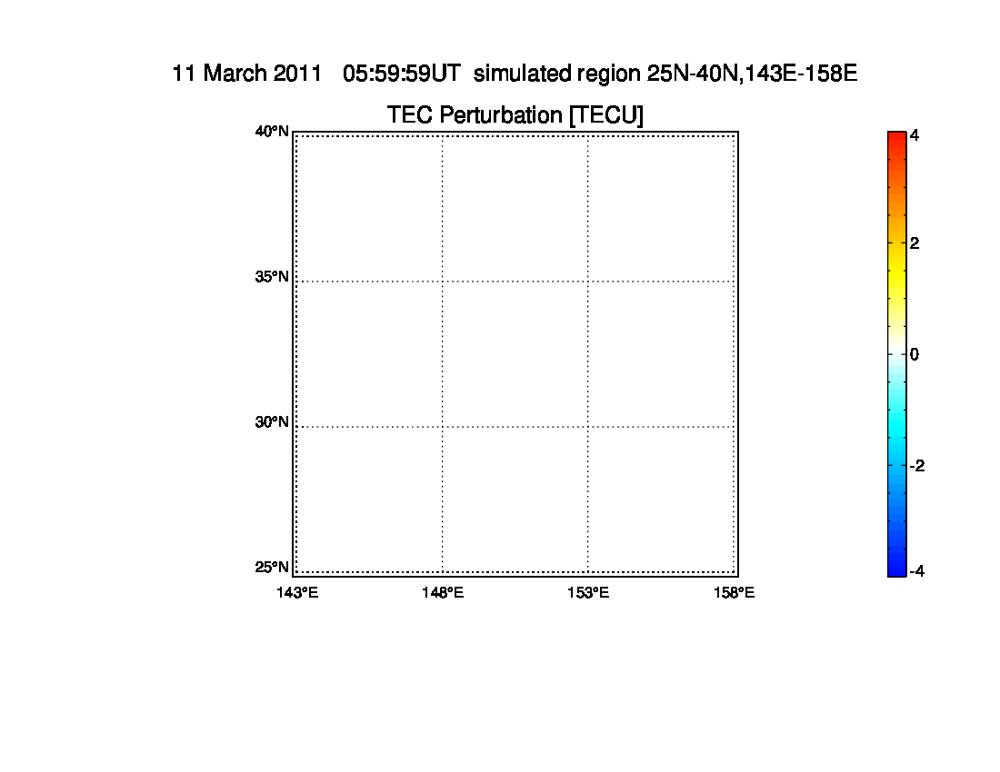 11 March 2011 05:59:59UT simulated region 25N-40N,143E-158E
TEC Perturbation [TECU]
40°N
35°N
30°N
25°N
143°E 148°E 153°E 158°E
4
2
0
-2
-4